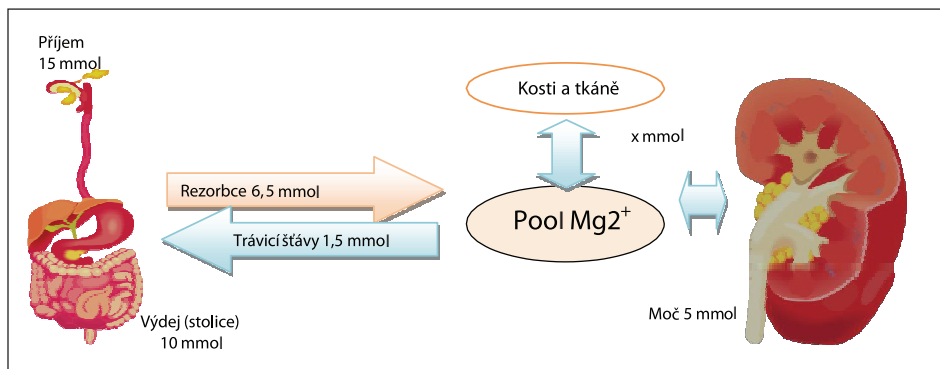 Příjem
15 mmol
Kosti a tkáně
x mmol
Rezorbce 6,5 mmol
Trávicí šťávy 1,5 mmol
Pool Mg2⁺
Výdej (stolice)
10 mmol
Moč 5 mmol